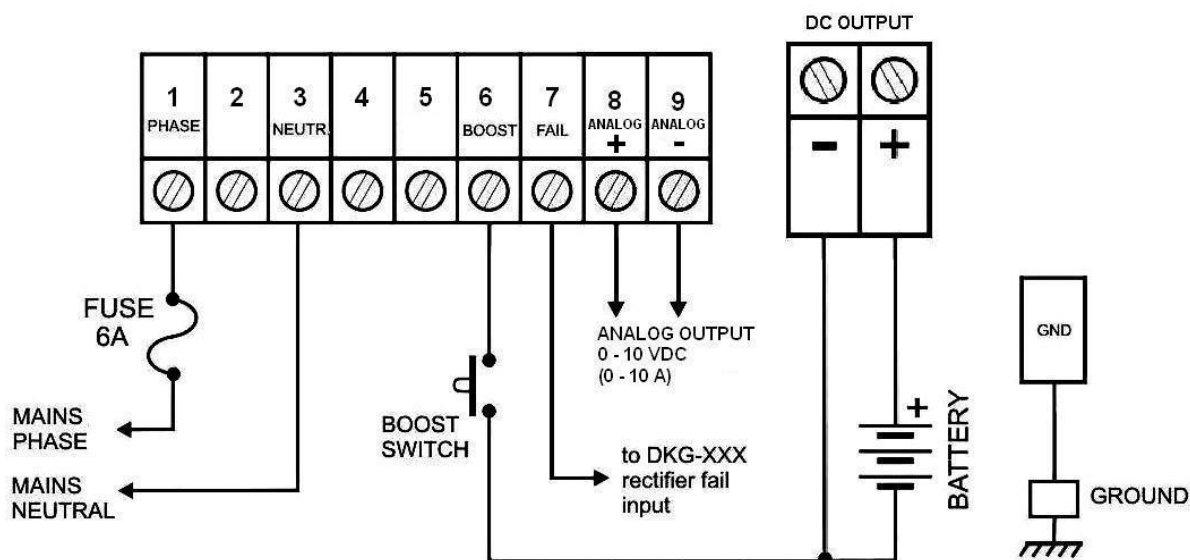 DC OUTPUT
1 2 3 4 5 6 7 8 9
PHASE NEUTR. BOOST FAIL ANALOG ANALOG
+ -
- +
FUSE
6A
ANALOG OUTPUT
0 - 10 VDC
(0 - 10 A)
GND
MAINS
PHASE
BOOST
SWITCH
+
BATTERY
to DKG-XXX
rectifier fail
input
MAINS
NEUTRAL
GROUND